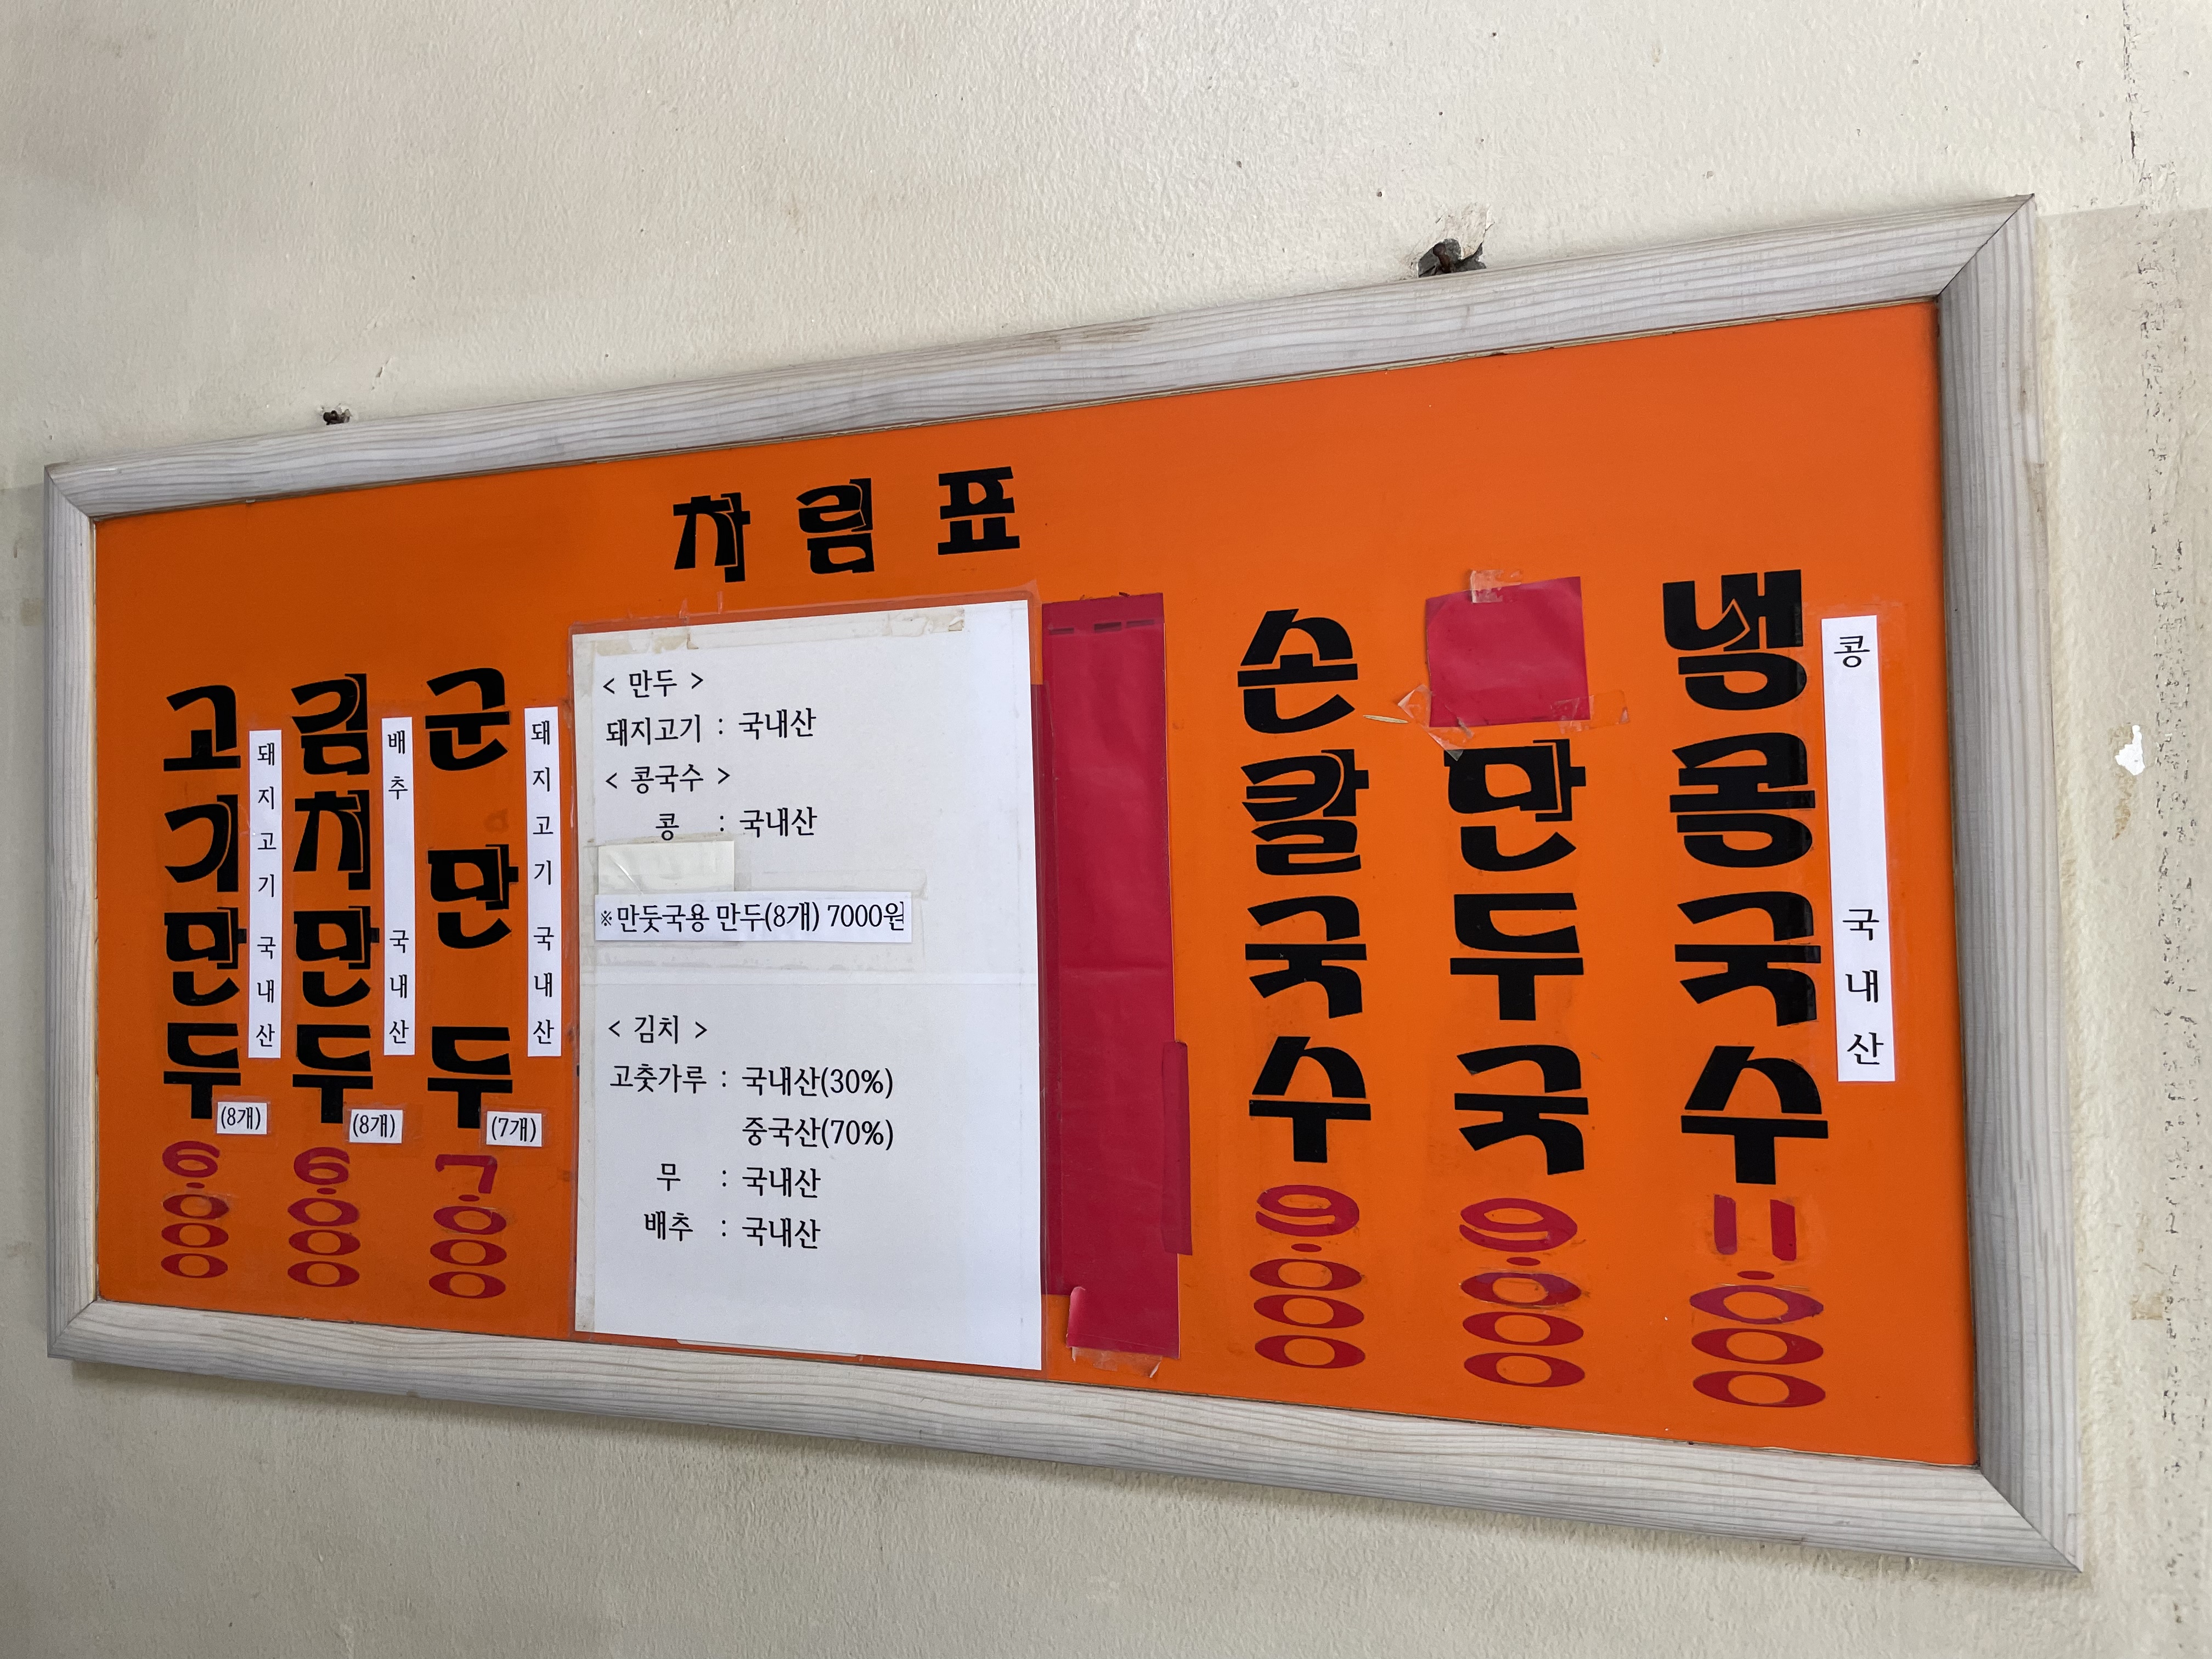 차림표
고기만두
(8개)
6.000
돼지고기 국내산
김치만두
(8개)
6.000
배추 국내산
군만두
(7개)
7.000
돼지고기 국내산
< 만두 >
돼지고기 : 국내산
< 콩국수 >
콩 : 국내산
※만둣국용 만두(8개) 7000원
< 김치 >
고춧가루 : 국내산(30%)
중국산(70%)
무 : 국내산
배추 : 국내산
손칼국수
9.000
만두국
9.000
냉콩국수
11.000
콩 국내산